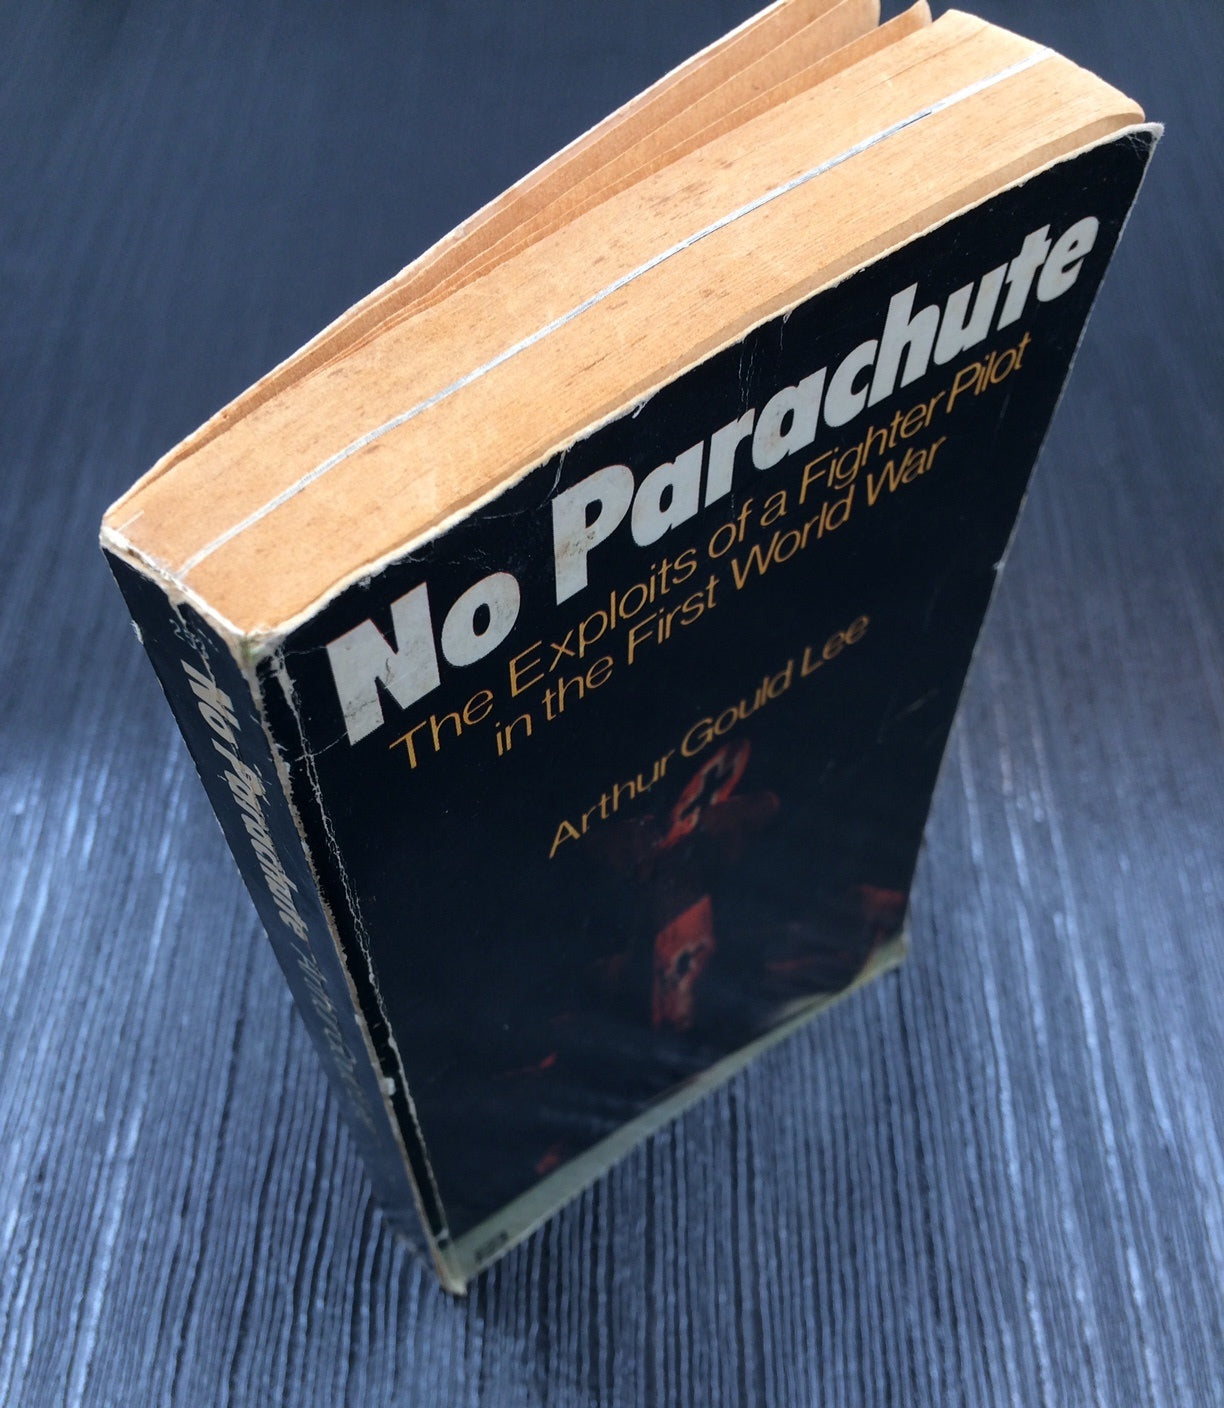 No Parachute
The Exploits of a Fighter Pilot
in the First World War
Arthur Gould Lee
No Parachute